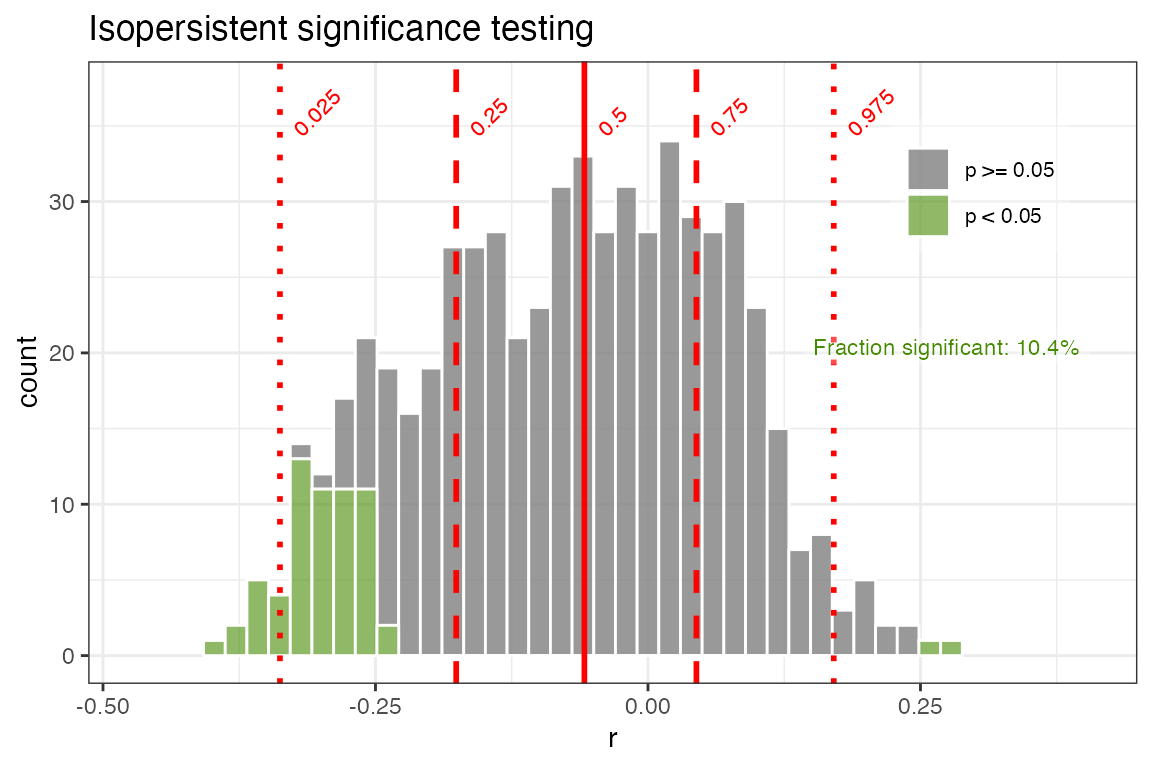 Isopersistent significance testing
0.025
0.25
0.5
0.75
0.975
p >= 0.05
p < 0.05
Fraction significant: 10.4%
count
30
20
10
0
-0.50
-0.25
0.00
0.25
r